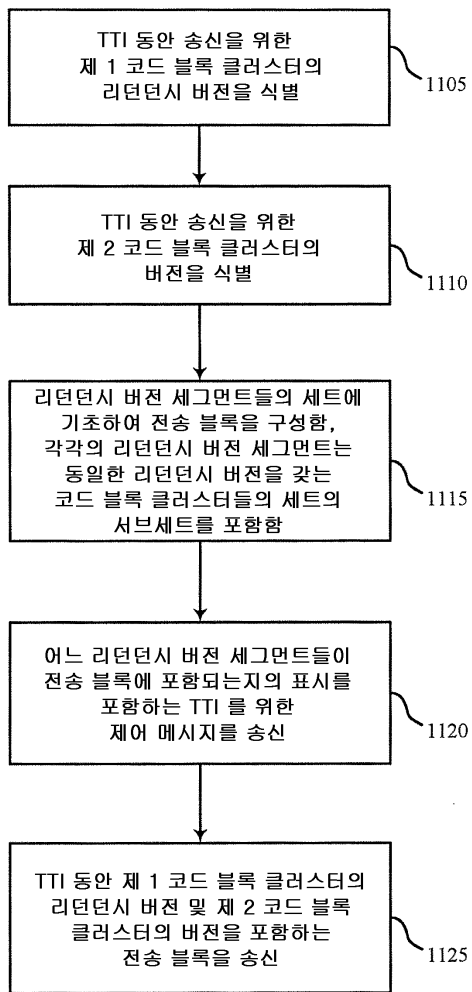 TTI 동안 송신을 위한
제 1 코드 블록 클러스터의
리던던시 버전을 식별
1105
TTI 동안 송신을 위한
제 2 코드 블록 클러스터의
버전을 식별
1110
리던던시 버전 세그먼트들의 세트에
기초하여 전송 블록을 구성함,
각각의 리던던시 버전 세그먼트는
동일한 리던던시 버전을 갖는
코드 블록 클러스터들의 세트의
서브세트를 포함함
1115
어느 리던던시 버전 세그먼트들이
전송 블록에 포함되는지의 표시를
포함하는 TTI 를 위한
제어 메시지를 송신
1120
TTI 동안 제 1 코드 블록 클러스터의
리던던시 버전 및 제 2 코드 블록
클러스터의 버전을 포함하는
전송 블록을 송신
1125